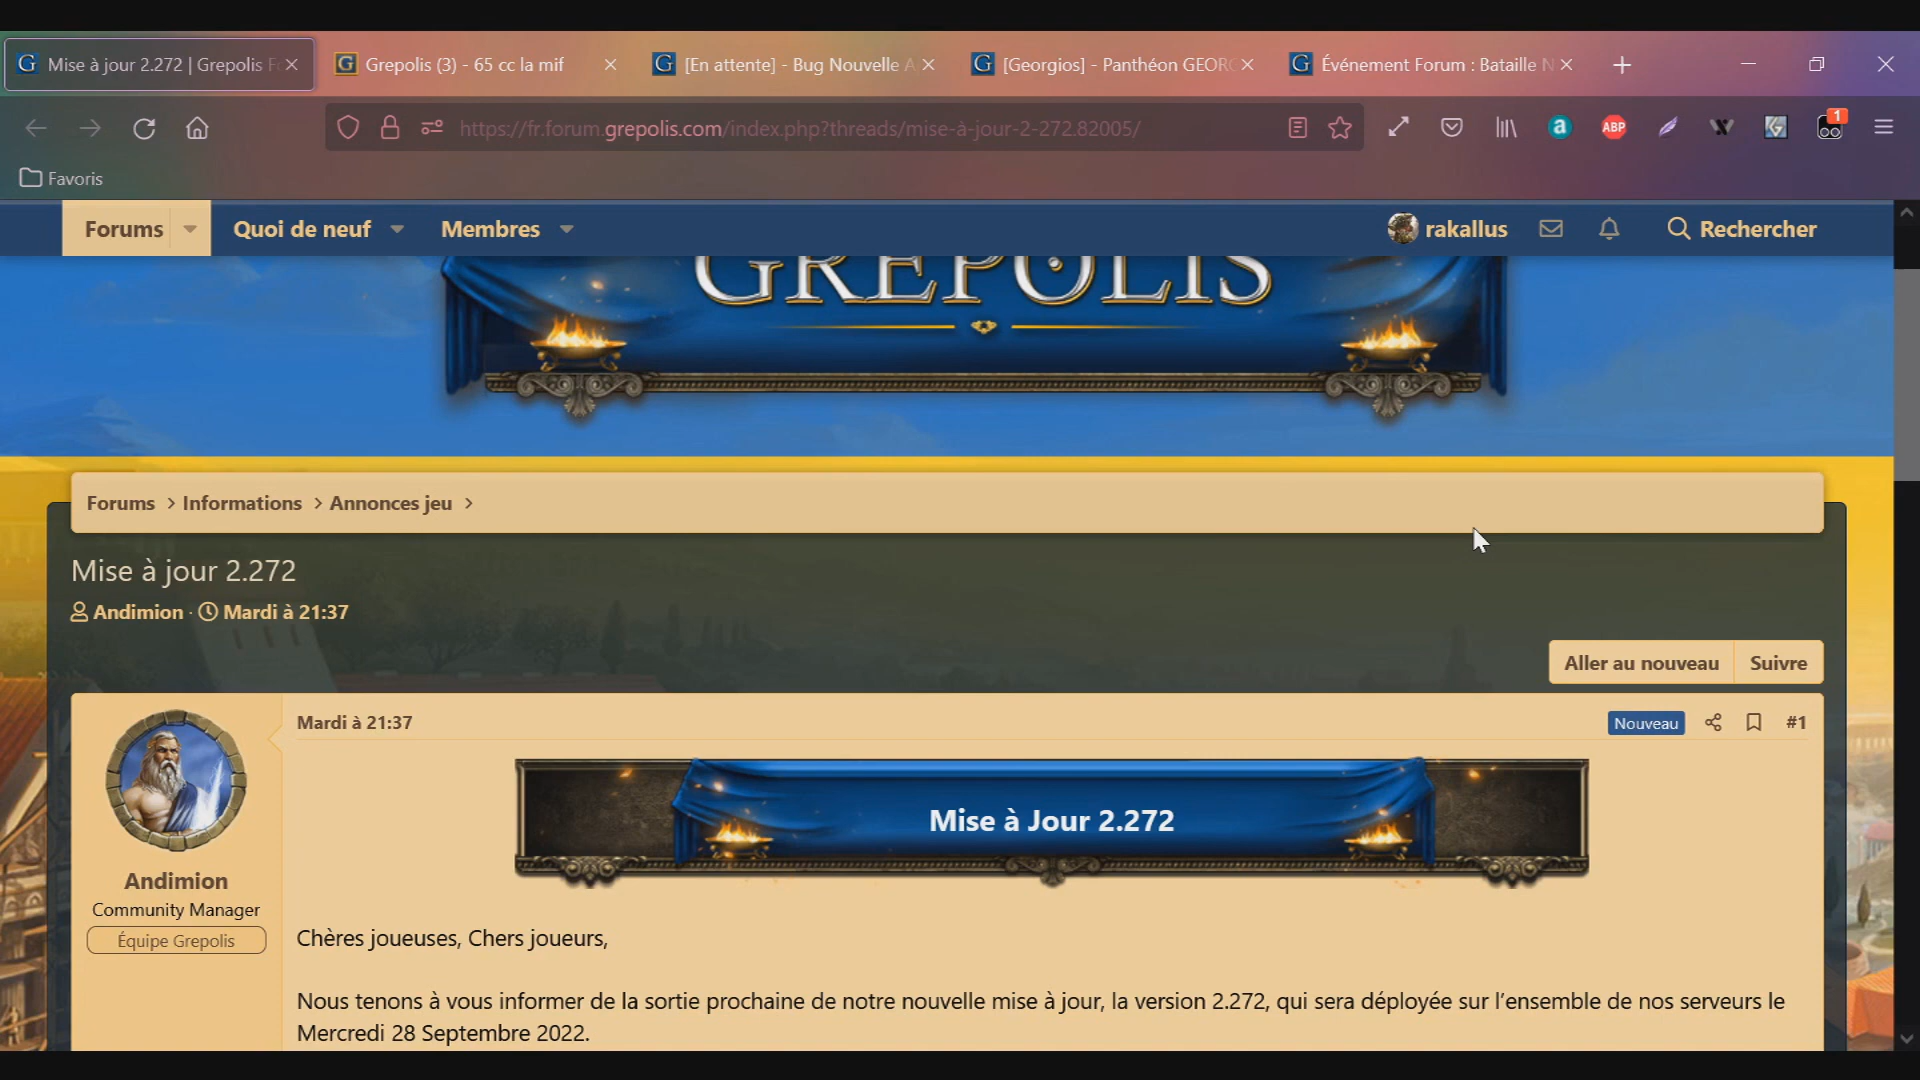 Mise à jour 2.272 | Grepolis F
Grepolis (3) - 65 cc la mif
[En attente] - Bug Nouvelle A
[Georgios] - Panthéon GEOR
Événement Forum : Bataille N
https://fr.forum.grepolis.com/index.php?threads/mise-à-jour-2-272.82005/
ABP
1
Favoris
Forums
Quoi de neuf
Membres
rakallus
Rechercher
GREPOLIS
Forums > Informations > Annonces jeu >
Mise à jour 2.272
Andimion · Mardi à 21:37
Aller au nouveau
Suivre
Mardi à 21:37
Nouveau
#1
Mise à Jour 2.272
Andimion
Community Manager
Équipe Grepolis
Chères joueuses, Chers joueurs,
Nous tenons à vous informer de la sortie prochaine de notre nouvelle mise à jour, la version 2.272, qui sera déployée sur l'ensemble de nos serveurs le
Mercredi 28 Septembre 2022.